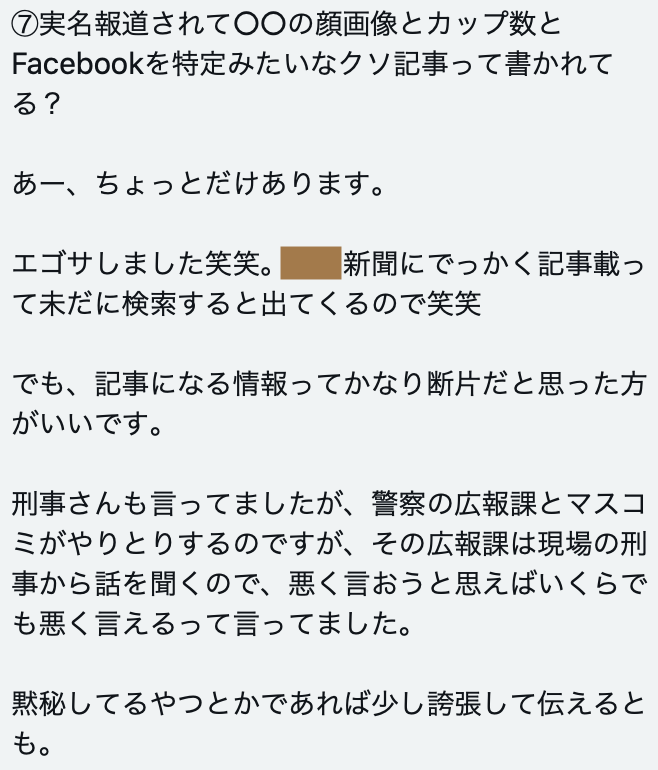 ⑦実名報道されて〇〇の顔画像とカップ数と
Facebookを特定みたいなクソ記事って書かれて
る？
あー、ちょっとだけあります。
エゴサしました笑笑。新聞にでっかく記事載っ
て未だに検索すると出てくるので笑笑
でも、記事になる情報ってかなり断片だと思った方
がいいです。
刑事さんも言ってましたが、警察の広報課とマスコ
ミがやりとりするのですが、その広報課は現場の刑
事から話を聞くので、悪く言おうと思えばいくらで
も悪く言えるって言ってました。
黙秘してるやつとかであれば少し誇張して伝えると
も。